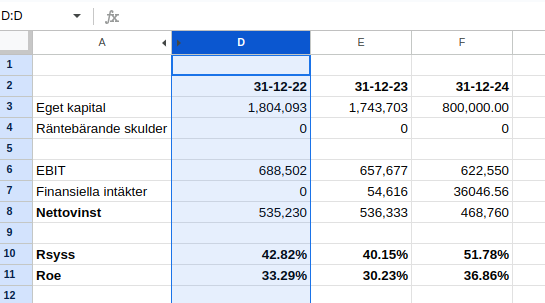 D:D fx
A D E F
1
2 31-12-22 31-12-23 31-12-24
3 Eget kapital 1,804,093 1,743,703 800,000.00
4 Räntebärande skulder 0 0 0
5
6 EBIT 688,502 657,677 622,550
7 Finansiella intäkter 0 54,616 36046.56
8 Nettovinst 535,230 536,333 468,760
9
10 Rsyss 42.82% 40.15% 51.78%
11 Roe 33.29% 30.23% 36.86%
12